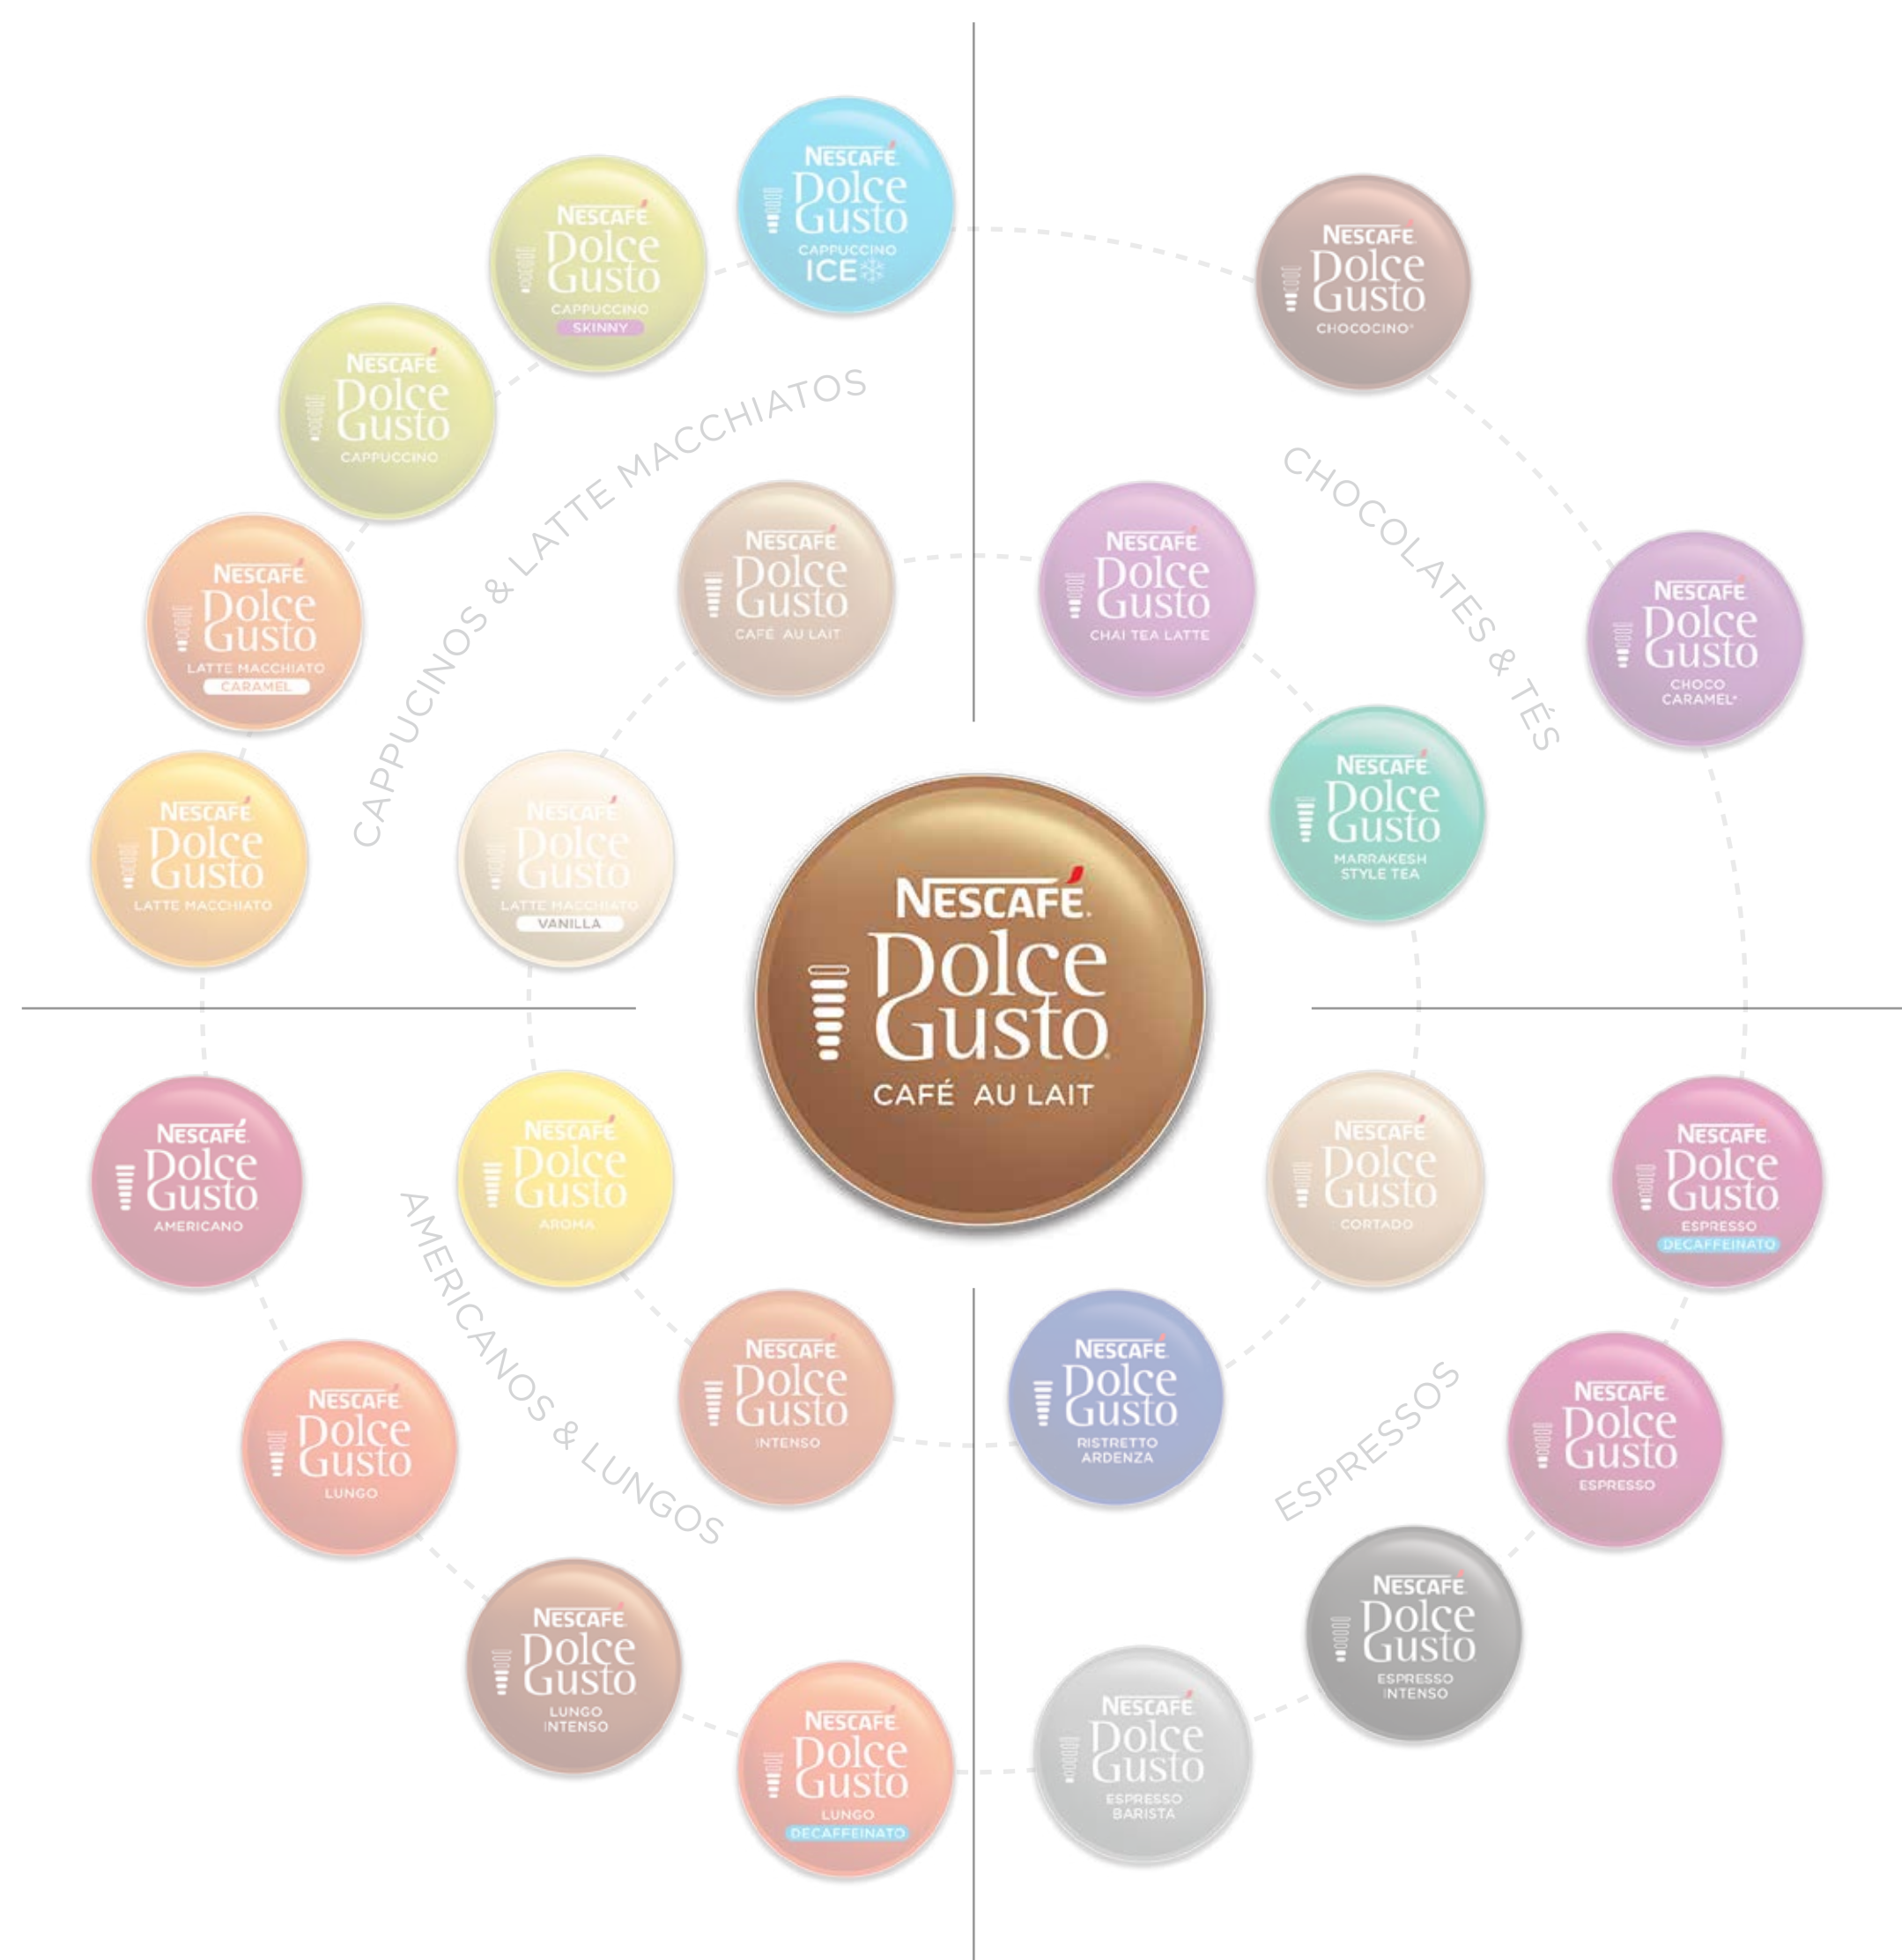 NESCAFÉ
Dolce
Gusto
CAPPUCCINO
ICE
NESCAFÉ
Dolce
Gusto
CAPPUCCINO
SKINNY
NESCAFÉ
Dolce
Gusto
CAPPUCCINO
NESCAFÉ
Dolce
Gusto
LATTE MACCHIATO
CARAMEL
NESCAFÉ
Dolce
Gusto
LATTE MACCHIATO
CAPPUCINOS & LATTE MACCHIATOS
NESCAFÉ
Dolce
Gusto
CAFÉ AU LAIT
NESCAFÉ
Dolce
Gusto
LATTE MACCHIATO
VANILLA
NESCAFÉ
Dolce
Gusto
CHOCOCINO*
CHOCOLATES & TÉS
NESCAFÉ
Dolce
Gusto
CHOCO
CARAMEL*
NESCAFÉ
Dolce
Gusto
CHAI TEA LATTE
NESCAFÉ
Dolce
Gusto
MARRAKESH
STYLE TEA
NESCAFÉ.
Dolce
Gusto
CAFÉ AU LAIT
NESCAFÉ
Dolce
Gusto
AMERICANO
NESCAFÉ
Dolce
Gusto
AROMA
AMERICANOS & LUNGOS
NESCAFÉ
Dolce
Gusto
INTENSO
NESCAFÉ
Dolce
Gusto
LUNGO
NESCAFÉ
Dolce
Gusto
LUNGO
INTENSO
NESCAFÉ
Dolce
Gusto
LUNGO
DECAFFEINATO
NESCAFÉ
Dolce
Gusto
CORTADO
NESCAFÉ
Dolce
Gusto
ESPRESSO
DECAFFEINATO
NESCAFÉ
Dolce
Gusto
RISTRETTO
ARDENZA
ESPRESSOS
NESCAFÉ
Dolce
Gusto
ESPRESSO
NESCAFÉ
Dolce
Gusto
ESPRESSO
INTENSO
NESCAFÉ
Dolce
Gusto
ESPRESSO
BARISTA